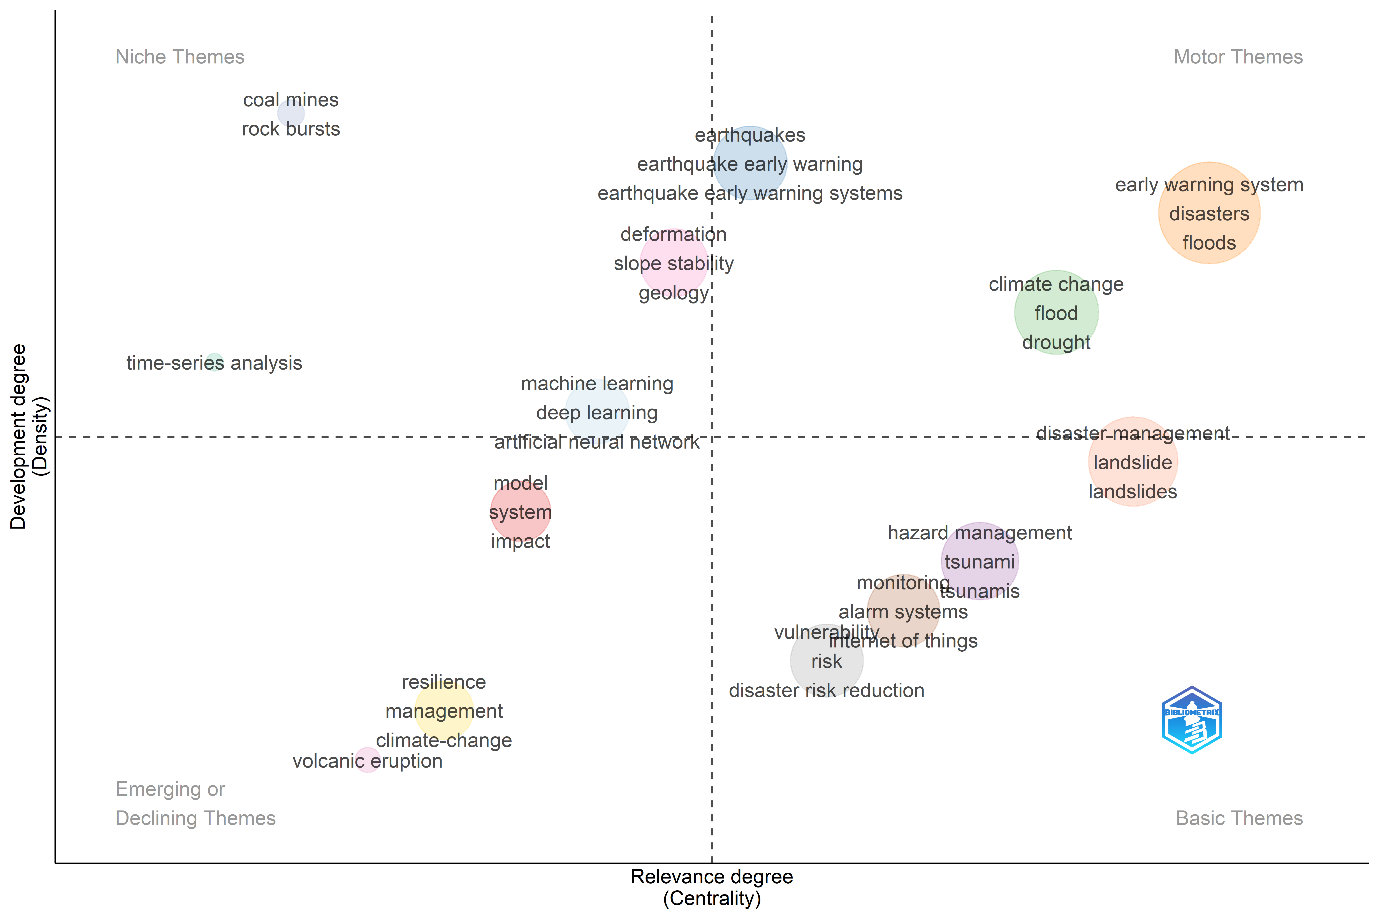 Niche Themes
Motor Themes
coal mines
rock bursts
earthquakes
earthquake early warning
earthquake early warning systems
early warning system
disasters
floods
deformation
slope stability
geology
climate change
flood
drought
time-series analysis
machine learning
deep learning
artificial neural network
disaster management
landslide
landslides
model
system
impact
hazard management
tsunami
tsunamis
monitoring
alarm systems
internet of things
vulnerability
risk
disaster risk reduction
resilience
management
climate-change
volcanic eruption
BIBLIOMETRIX
Emerging or
Declining Themes
Basic Themes
Development degree
(Density)
Relevance degree
(Centrality)